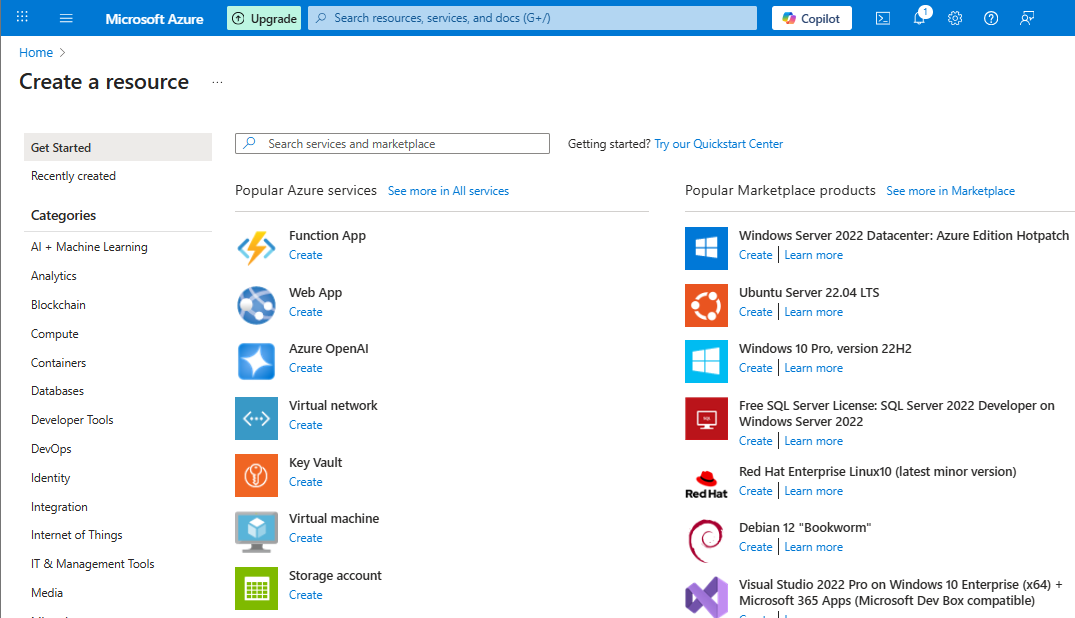 Microsoft Azure
Upgrade
Search resources, services, and docs (G+/)
Copilot
1
Home
Create a resource
...
Get Started
Recently created
Categories
AI + Machine Learning
Analytics
Blockchain
Compute
Containers
Databases
Developer Tools
DevOps
Identity
Integration
Internet of Things
IT & Management Tools
Media
Search services and marketplace
Getting started? Try our Quickstart Center
Popular Azure services See more in All services
Function App
Create
Web App
Create
Azure OpenAI
Create
Virtual network
Create
Key Vault
Create
Virtual machine
Create
Storage account
Create
Popular Marketplace products See more in Marketplace
Windows Server 2022 Datacenter: Azure Edition Hotpatch
Create | Learn more
Ubuntu Server 22.04 LTS
Create | Learn more
Windows 10 Pro, version 22H2
Create | Learn more
SQL
Free SQL Server License: SQL Server 2022 Developer on
Windows Server 2022
Create | Learn more
Red Hat
Red Hat Enterprise Linux10 (latest minor version)
Create | Learn more
Debian 12 "Bookworm"
Create | Learn more
Visual Studio 2022 Pro on Windows 10 Enterprise (x64) +
Microsoft 365 Apps (Microsoft Dev Box compatible)